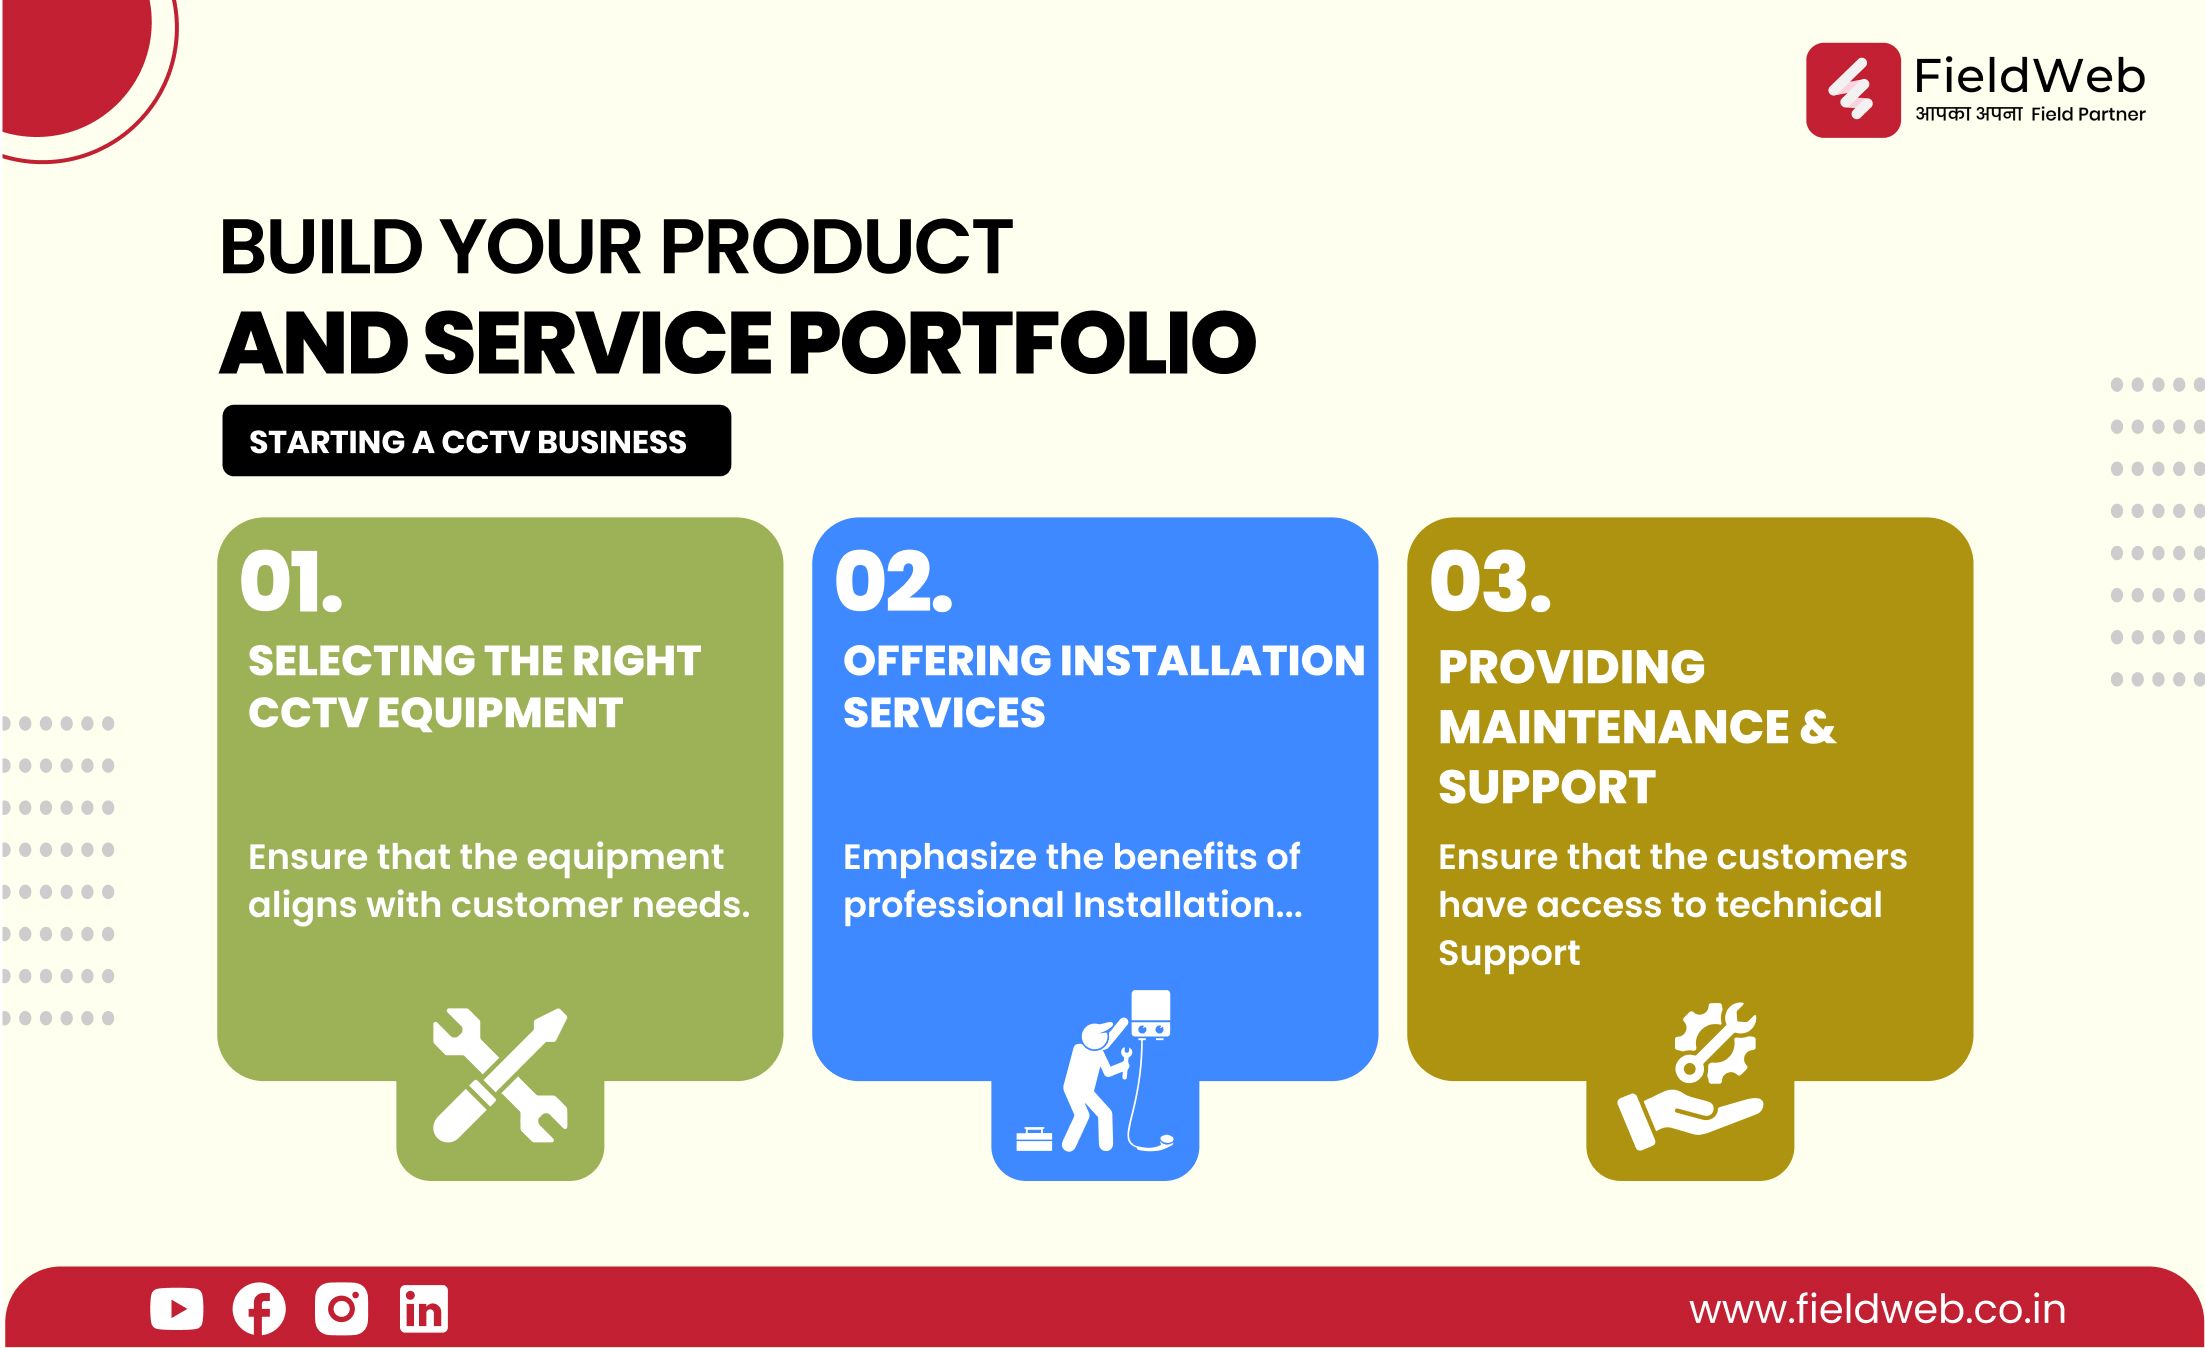 FieldWeb
आपका अपना Field Partner
BUILD YOUR PRODUCT
AND SERVICE PORTFOLIO
STARTING A CCTV BUSINESS
01.
SELECTING THE RIGHT
CCTV EQUIPMENT
Ensure that the equipment
aligns with customer needs.
02.
OFFERING INSTALLATION
SERVICES
Emphasize the benefits of
professional Installation...
03.
PROVIDING
MAINTENANCE &
SUPPORT
Ensure that the customers
have access to technical
Support
www.fieldweb.co.in